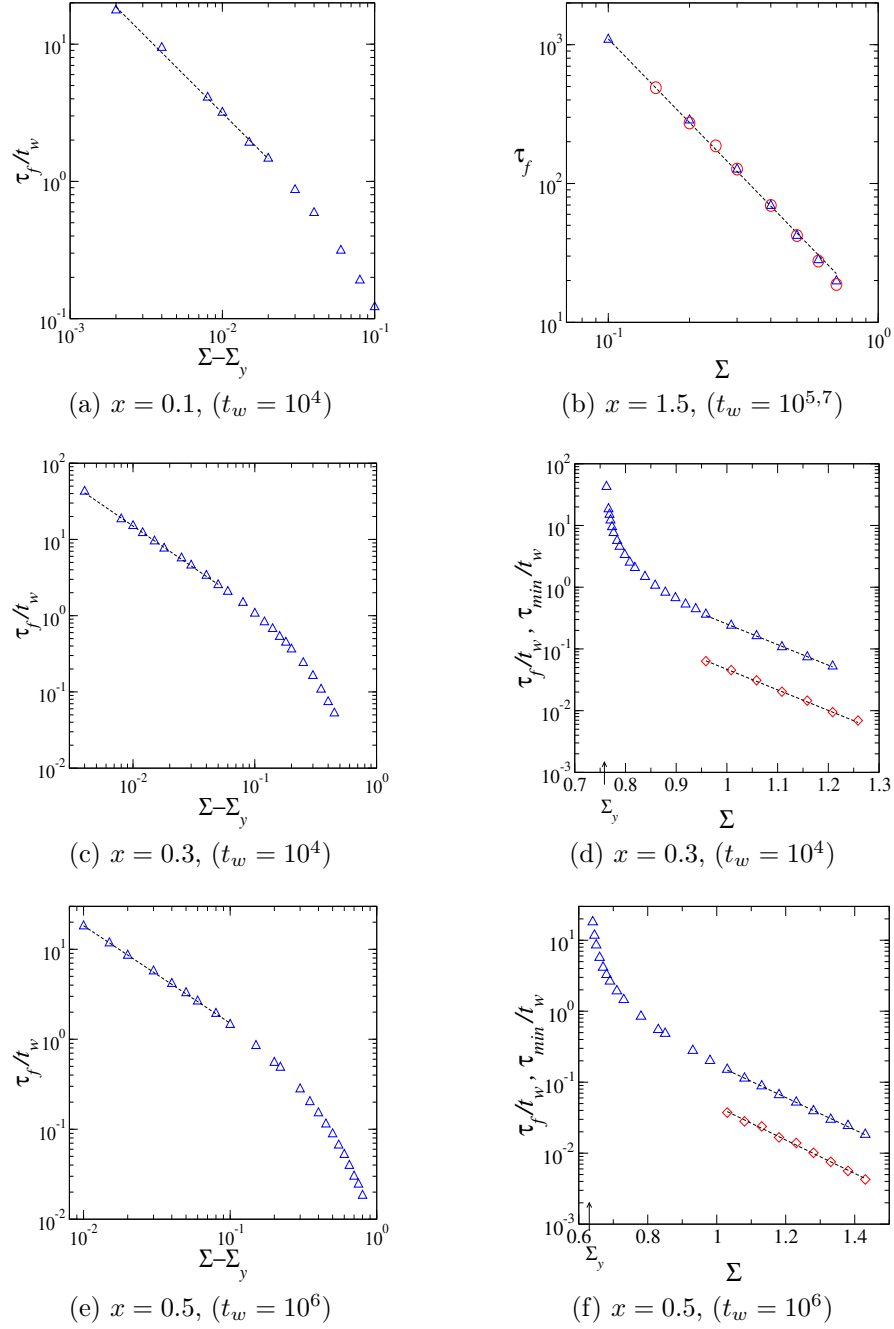 10^1
10^0
10^-1
τ_f/t_w
10^-3 10^-2 10^-1
Σ−Σ_y
(a) x = 0.1, (t_w = 10^4)
10^3
10^2
10^1
τ_f
10^-1 10^0
Σ
(b) x = 1.5, (t_w = 10^{5,7})
10^2
10^1
10^0
10^-1
10^-2
τ_f/t_w
10^-2 10^-1 10^0
Σ−Σ_y
(c) x = 0.3, (t_w = 10^4)
10^2
10^1
10^0
10^-1
10^-2
10^-3
τ_f/t_w, τ_min/t_w
0.7 0.8 0.9 1 1.1 1.2 1.3
Σ_y
Σ
(d) x = 0.3, (t_w = 10^4)
10^1
10^0
10^-1
10^-2
τ_f/t_w
10^-2 10^-1 10^0
Σ−Σ_y
(e) x = 0.5, (t_w = 10^6)
10^1
10^0
10^-1
10^-2
10^-3
τ_f/t_w, τ_min/t_w
0.6 0.8 1 1.2 1.4
Σ_y
Σ
(f) x = 0.5, (t_w = 10^6)